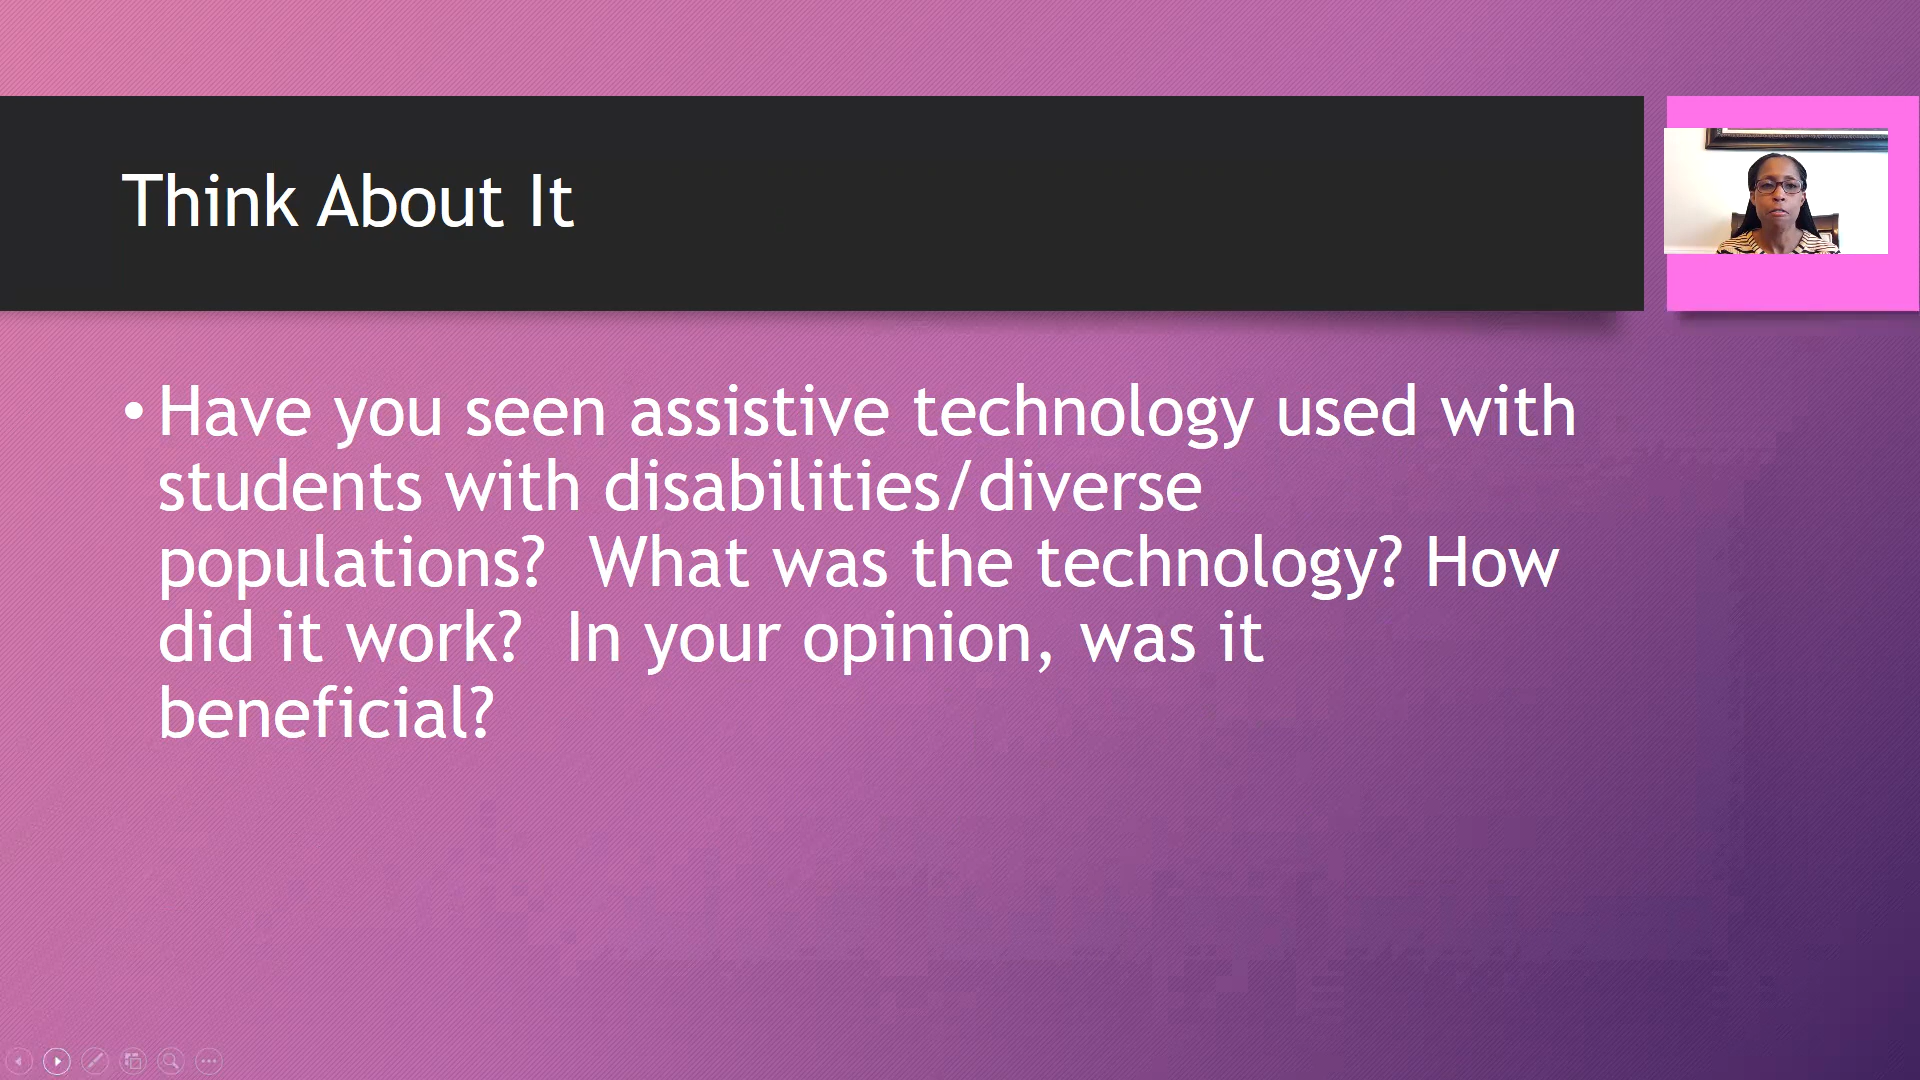 Think About It
• Have you seen assistive technology used with
students with disabilities/diverse
populations?  What was the technology? How
did it work?  In your opinion, was it
beneficial?